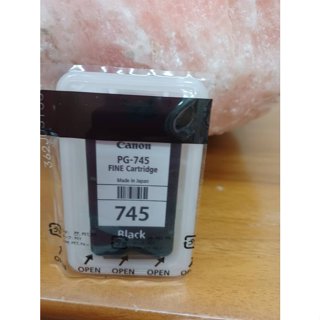 Canon
PG-745
FINE Cartridge
Made in Japan
745
Black
OPEN OPEN OPEN